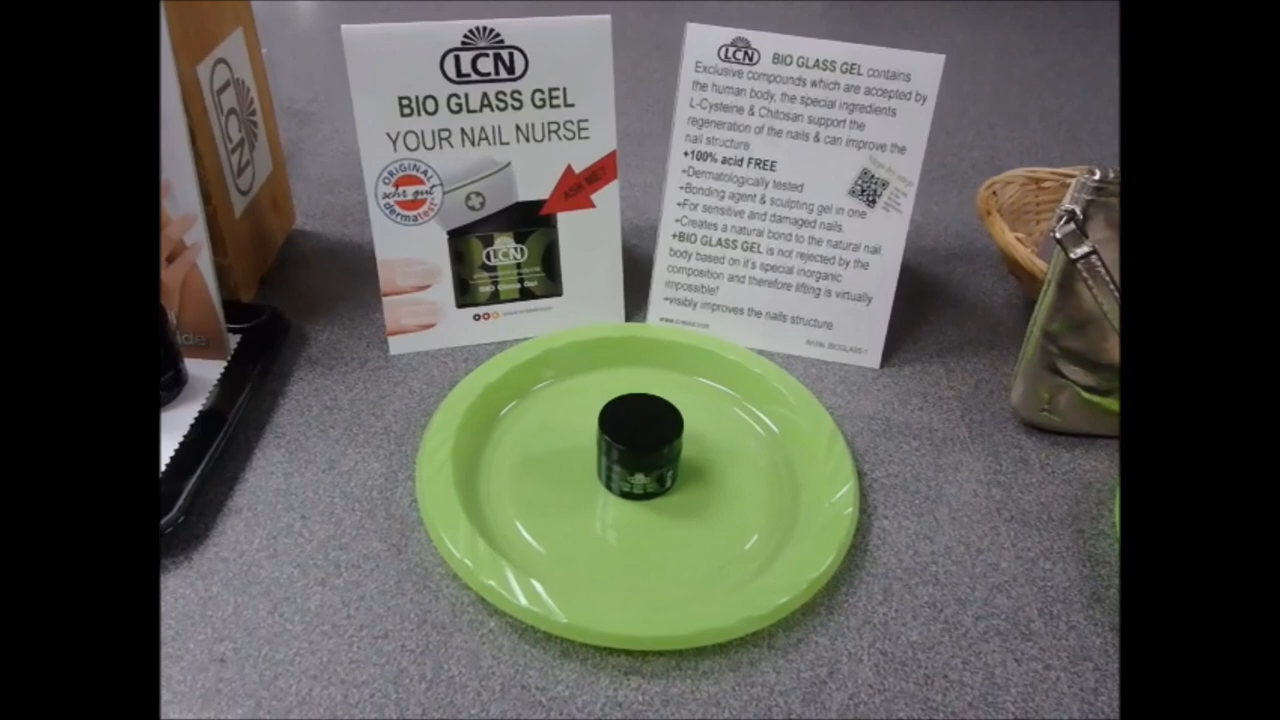 LCN
LCN
BIO GLASS GEL
YOUR NAIL NURSE
ORIGINAL
sehr gut
dermatest
ASK ME?
LCN
BIO Glass Gel
LCN BIO GLASS GEL contains
Exclusive compounds which are accepted by
the human body, the special ingredients
L-Cysteine & Chitosan support the
regeneration of the nails & can improve the
nail structure.
+100% acid FREE
+Dermatologically tested
+Bonding agent & sculpting gel in one
+For sensitive and damaged nails.
+Creates a natural bond to the natural nail
+BIO GLASS GEL is not rejected by the
body based on it's special inorganic
composition and therefore lifting is virtually
impossible!
+visibly improves the nails structure